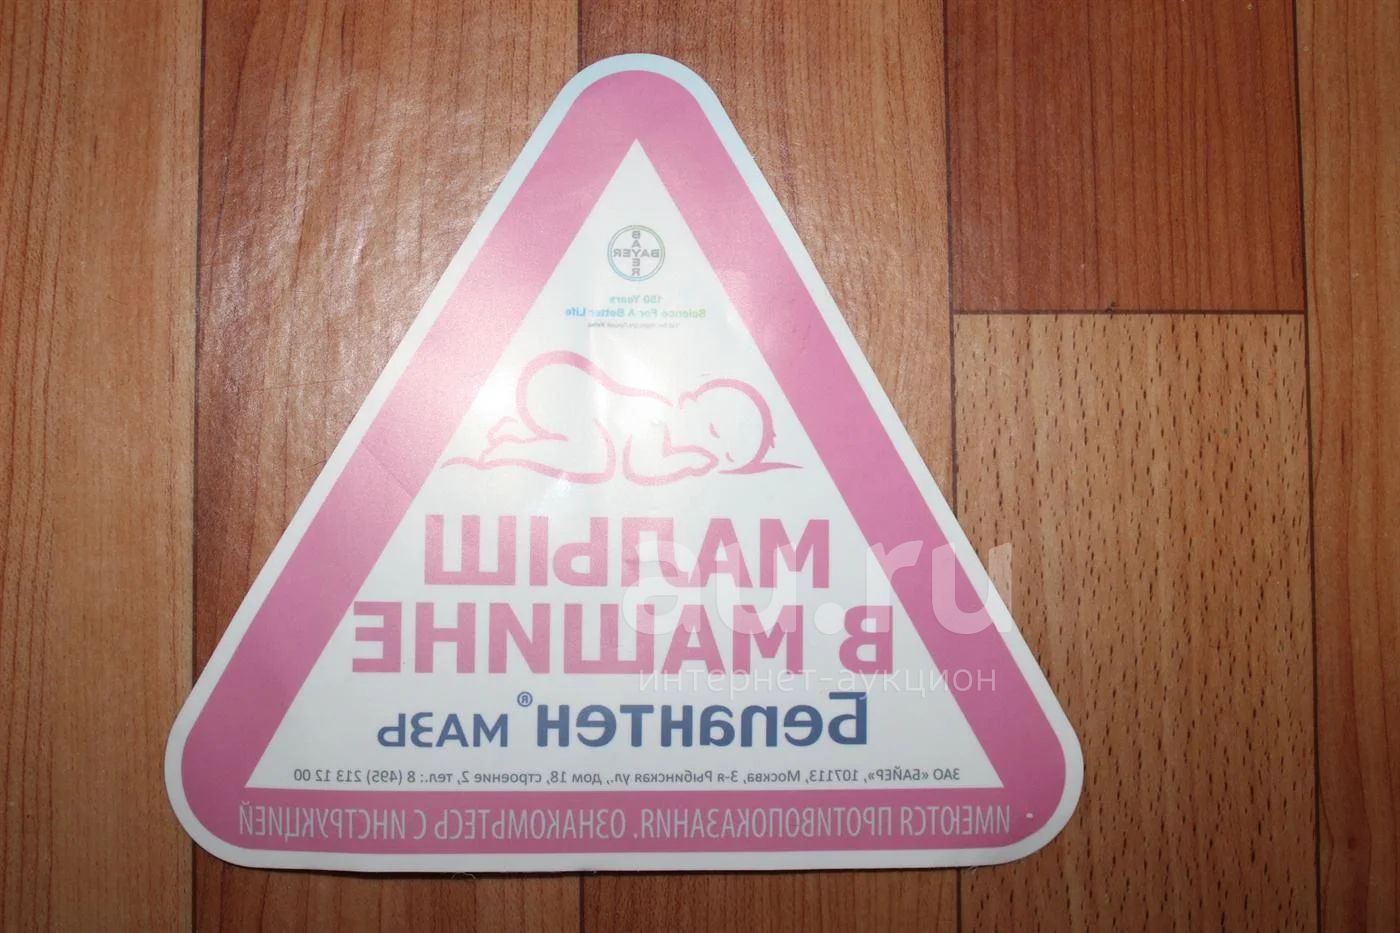 BAYER
BAYER
150 Years
Science For A Better Life
МАЛЫШ
В МАШИНЕ
Бепантен® МАЗЬ
ЗАО «БАЙЕР», 107113, Москва, 3-я Рыбинская ул., дом 18, строение 2, тел.: 8 (495) 213 12 00
ИМЕЮТСЯ ПРОТИВОПОКАЗАНИЯ. ОЗНАКОМЬТЕСЬ С ИНСТРУКЦИЕЙ
au.ru
интернет-аукцион